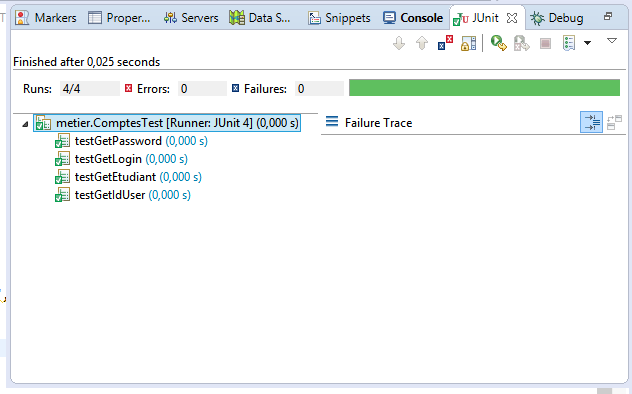 Markers Proper... Servers Data S... Snippets Console JUnit Debug
Finished after 0,025 seconds
Runs: 4/4 Errors: 0 Failures: 0
metier.ComptesTest [Runner: JUnit 4] (0,000 s)
Failure Trace
testGetPassword (0,000 s)
testGetLogin (0,000 s)
testGetEtudiant (0,000 s)
testGetIdUser (0,000 s)